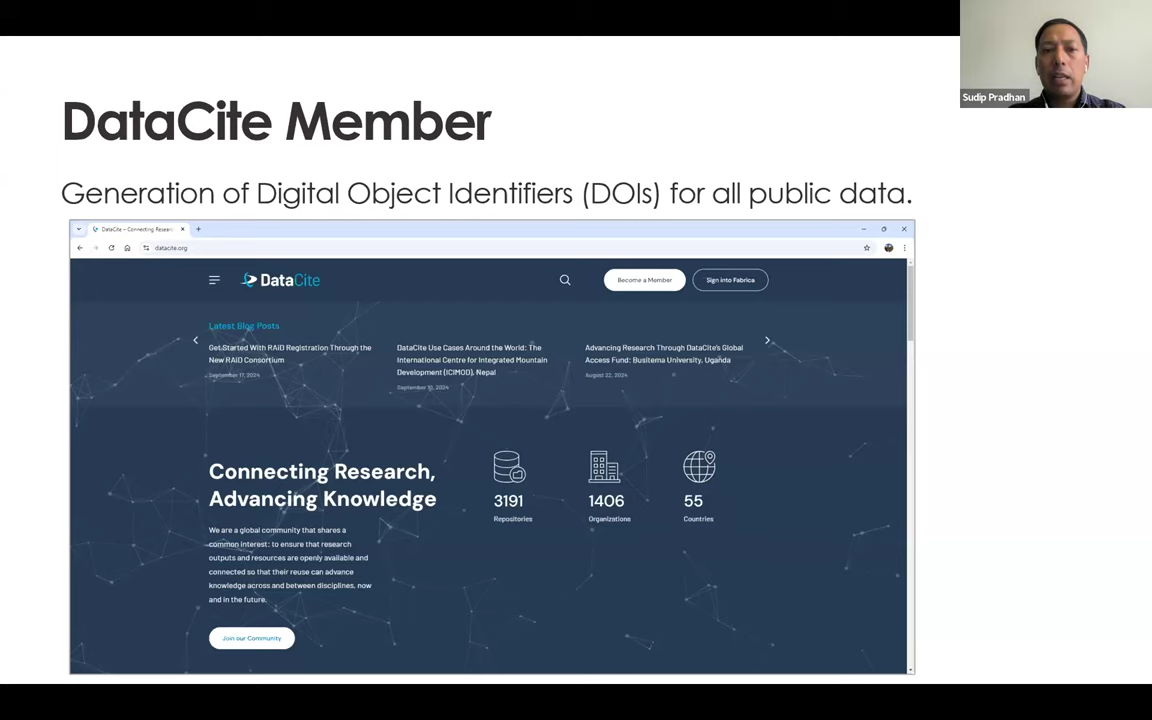 Sudip Pradhan
DataCite Member
Generation of Digital Object Identifiers (DOIs) for all public data.
DataCite – Connecting Researc
datacite.org
DataCite
Become a Member
Sign into Fabrica
Latest Blog Posts
Get Started With RAiD Registration Through the
New RAiD Consortium
September 17, 2024
DataCite Use Cases Around the World: The
International Centre for Integrated Mountain
Development (ICIMOD), Nepal
September 10, 2024
Advancing Research Through DataCite's Global
Access Fund: Busitema University, Uganda
August 22, 2024
Connecting Research,
Advancing Knowledge
We are a global community that shares a
common interest: to ensure that research
outputs and resources are openly available and
connected so that their reuse can advance
knowledge across and between disciplines, now
and in the future.
Join our Community
3191
Repositories
1406
Organizations
55
Countries